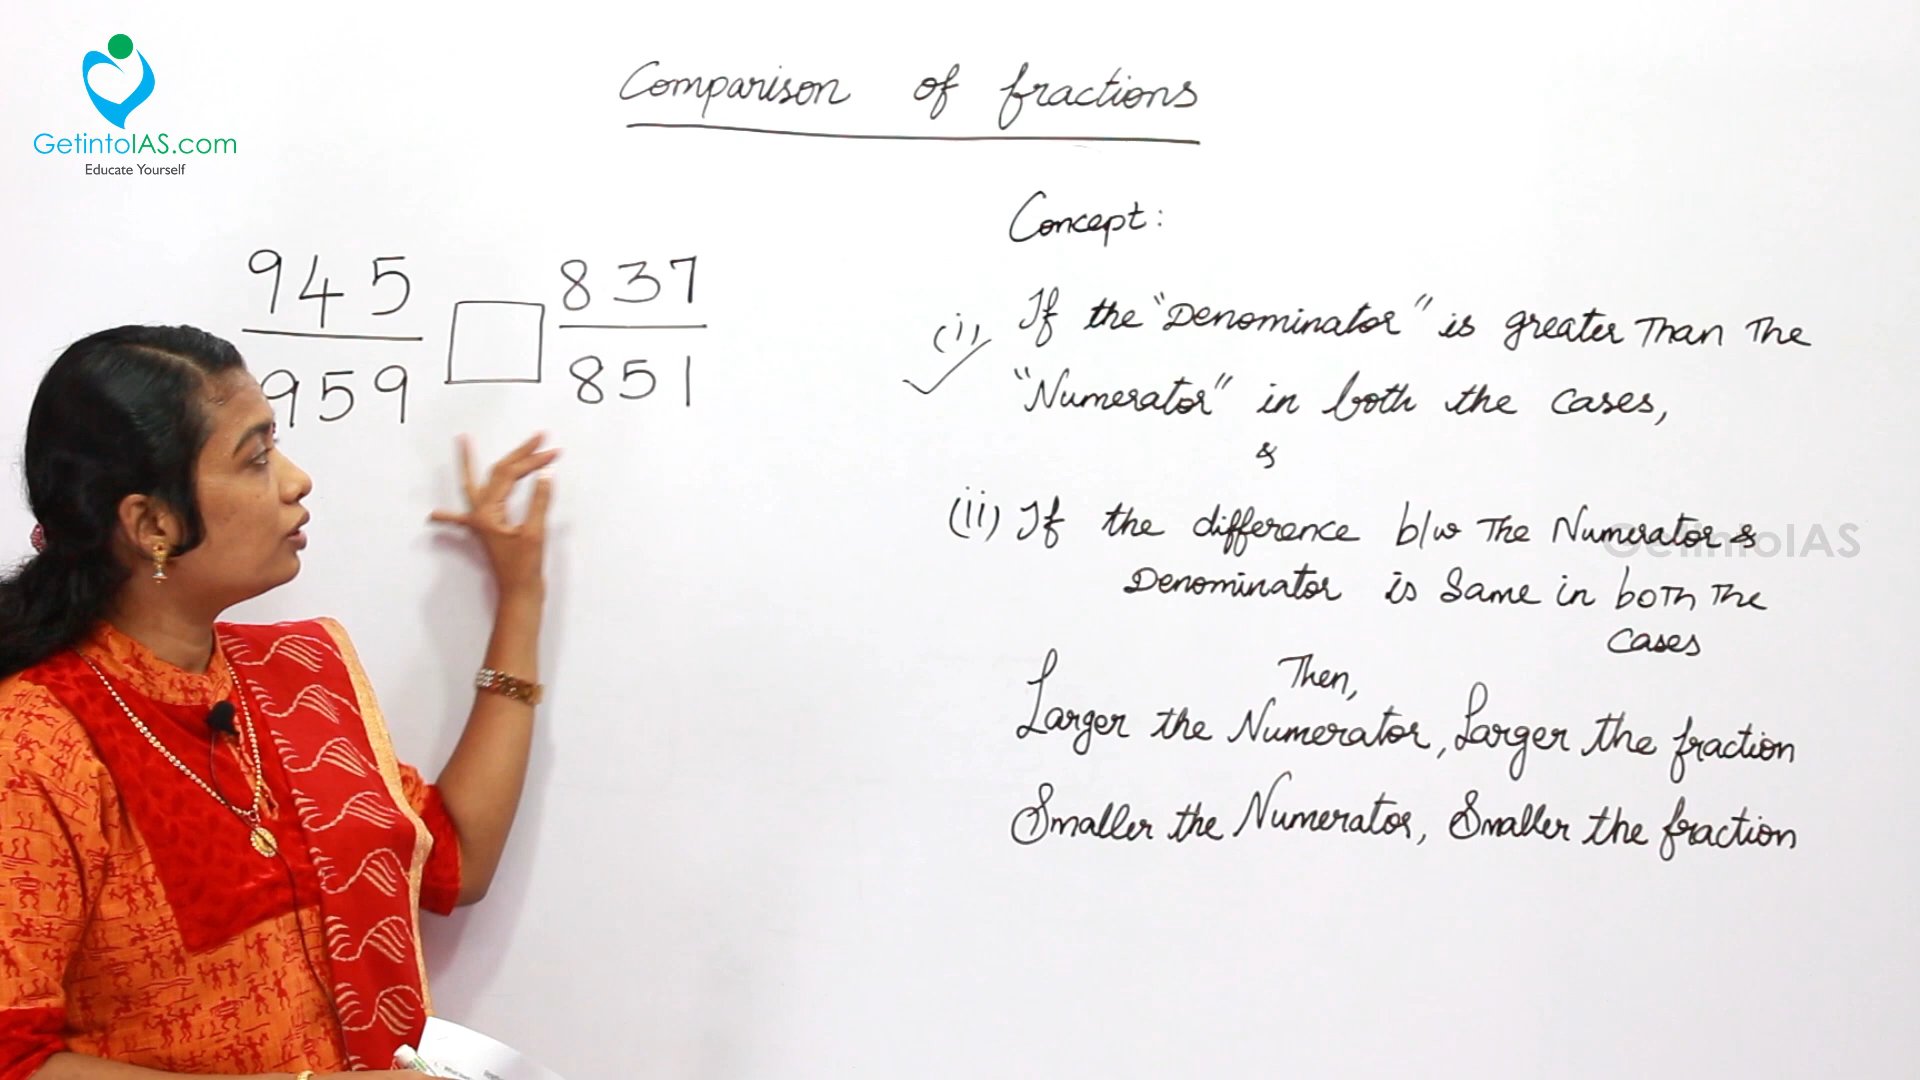 GetintoIAS.com
Educate Yourself
Comparison of fractions
945
959
837
851
Concept:
(i) If the "Denominator" is greater Than The
"Numerator" in both the cases,
&
(ii) If the difference b/w The Numerator &
Denominator is Same in both The
cases
Then,
Larger the Numerator, Larger the fraction
Smaller the Numerator, Smaller the fraction
GetintoIAS